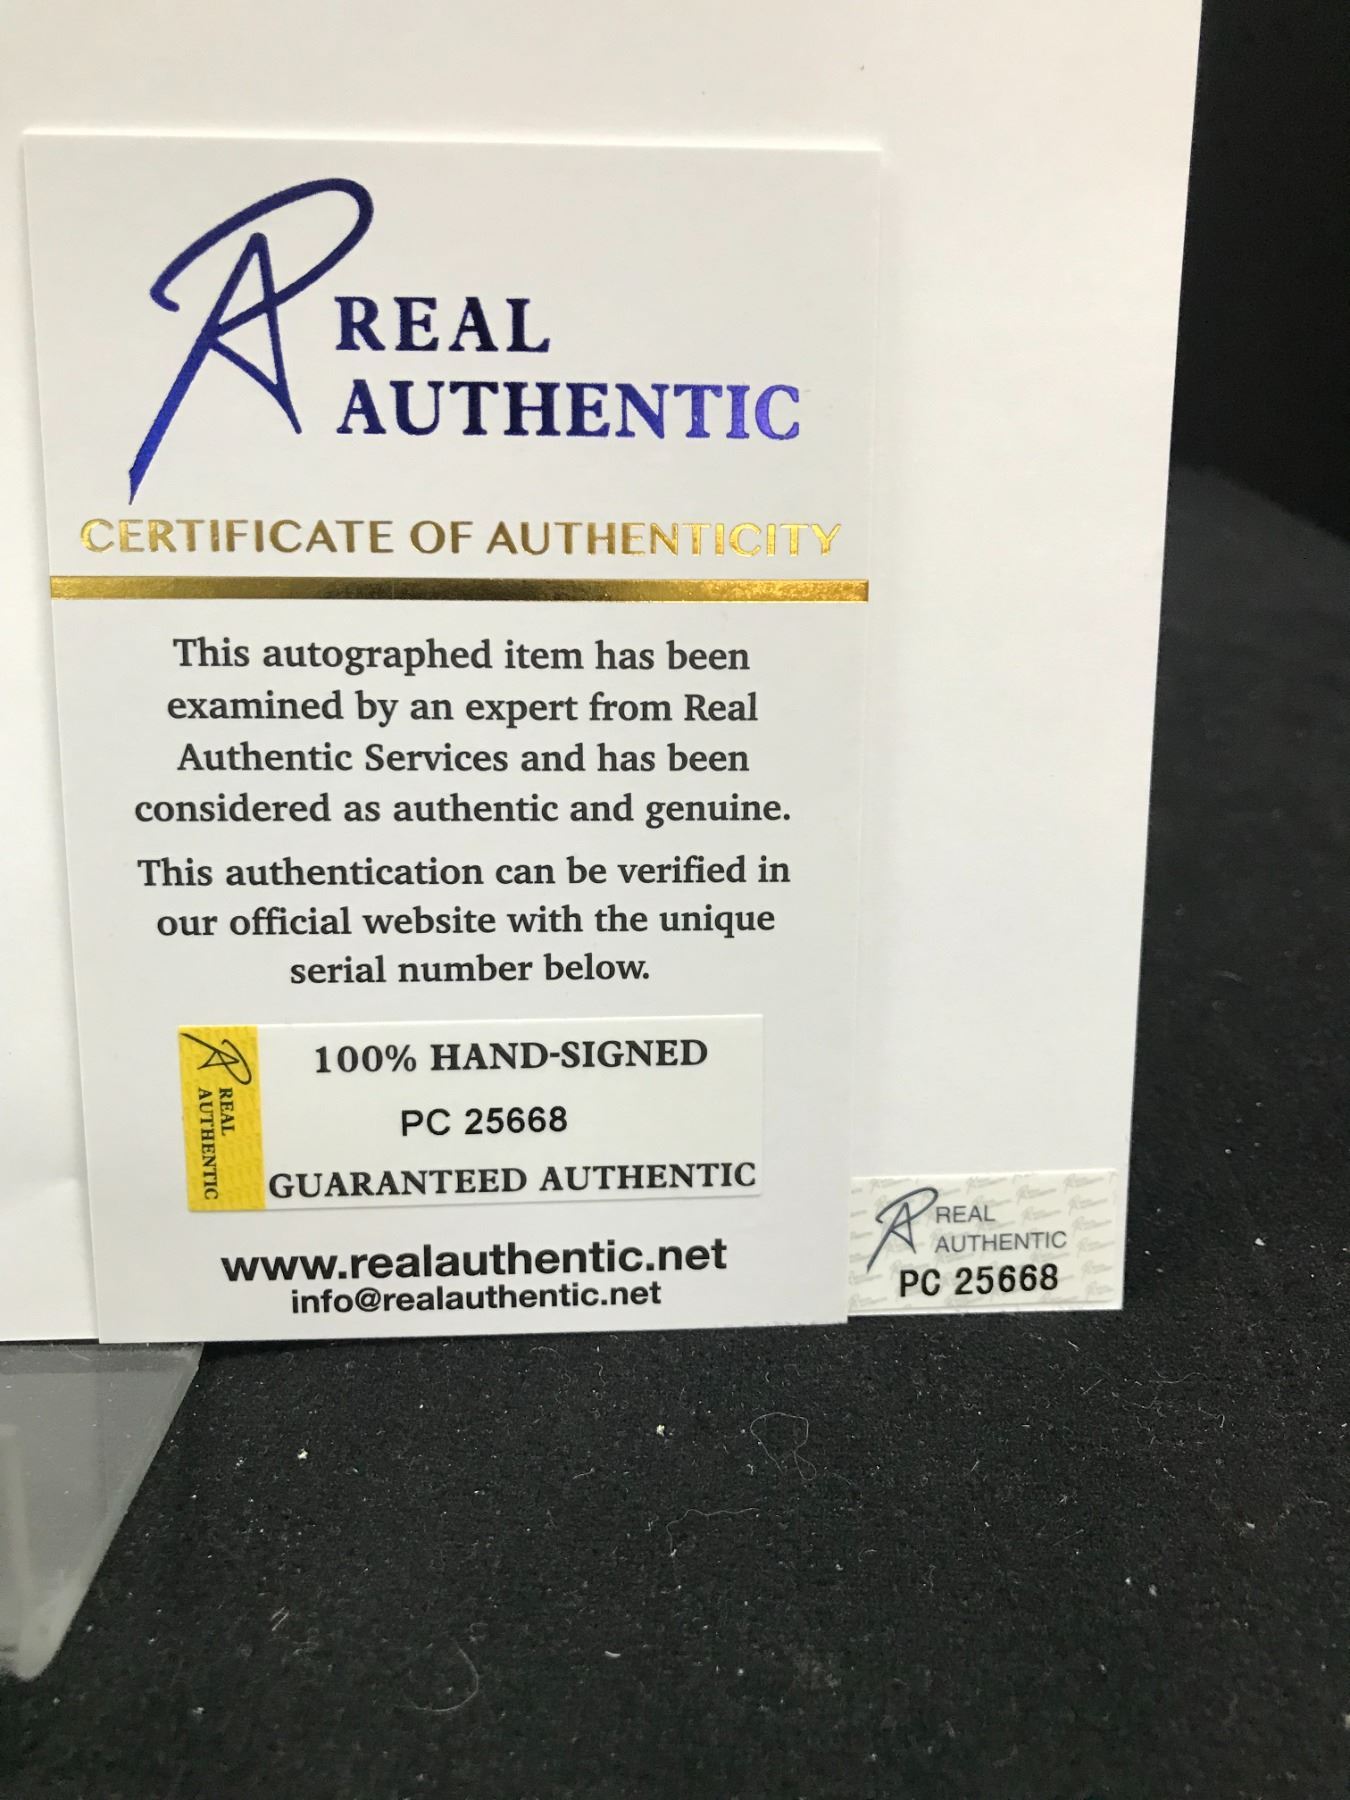 REAL
AUTHENTIC
CERTIFICATE OF AUTHENTICITY
This autographed item has been
examined by an expert from Real
Authentic Services and has been
considered as authentic and genuine.
This authentication can be verified in
our official website with the unique
serial number below.
REAL
AUTHENTIC
100% HAND-SIGNED
PC 25668
GUARANTEED AUTHENTIC
www.realauthentic.net
info@realauthentic.net
REAL
AUTHENTIC
PC 25668